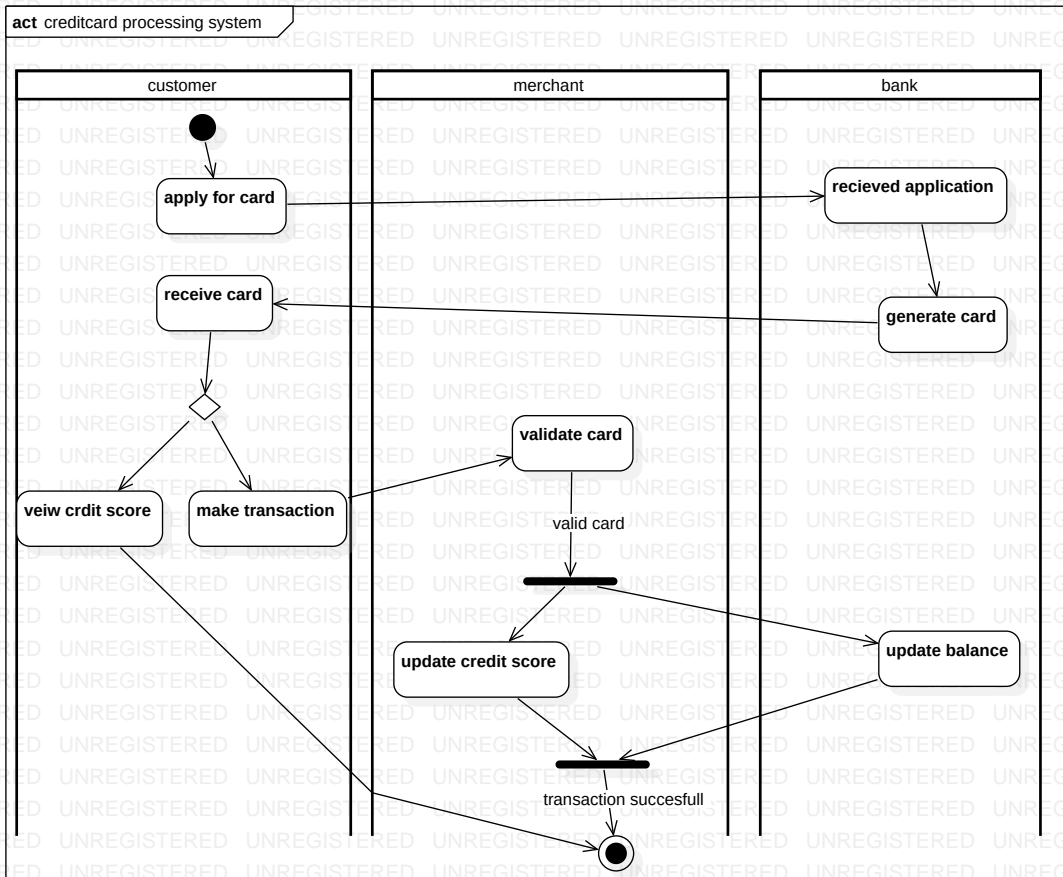 act creditcard processing system
customer
merchant
bank
apply for card
recieved application
receive card
generate card
validate card
veiw crdit score
make transaction
valid card
update credit score
update balance
transaction succesfull
UNREGISTERED